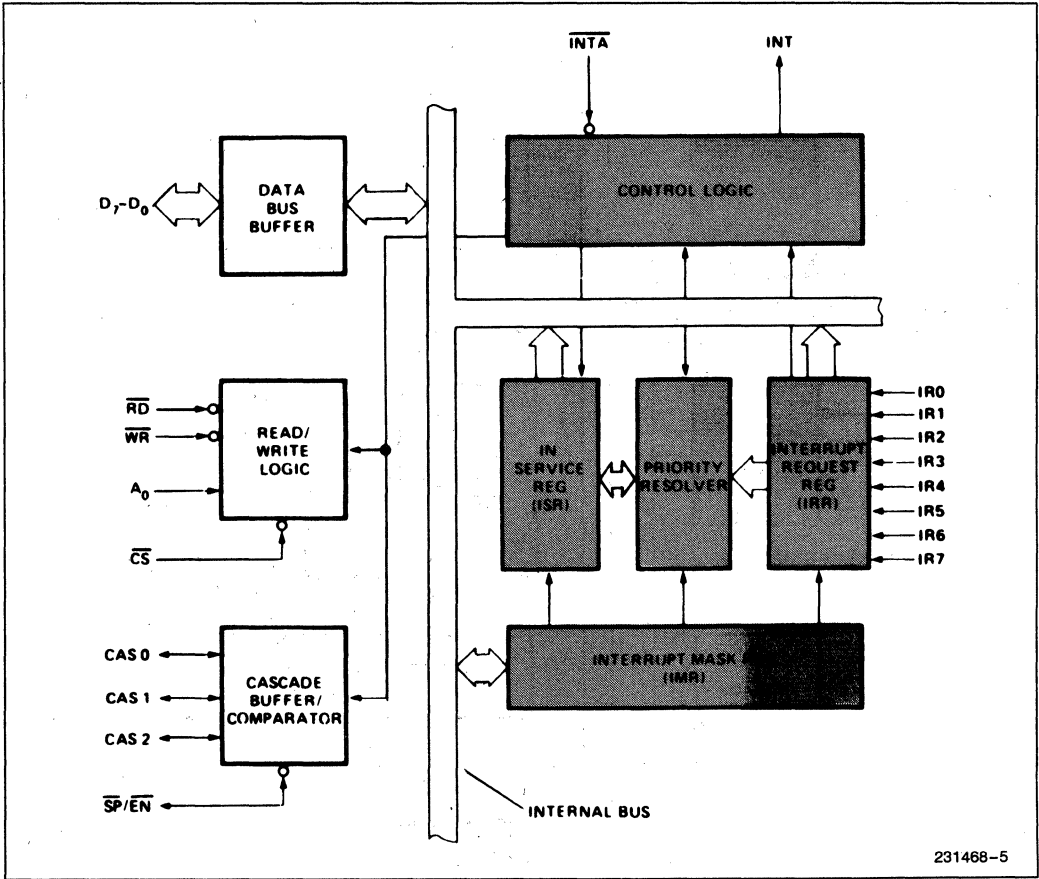 INTA
INT
DATA
BUS
BUFFER
D7-D0
CONTROL LOGIC
RD
WR
A0
CS
READ/
WRITE
LOGIC
IN
SERVICE
REG
(ISR)
PRIORITY
RESOLVER
INTERRUPT
REQUEST
REG
(IRR)
IR0
IR1
IR2
IR3
IR4
IR5
IR6
IR7
CAS 0
CAS 1
CAS 2
SP/EN
CASCADE
BUFFER/
COMPARATOR
INTERRUPT MASK
(IMR)
INTERNAL BUS
231468-5